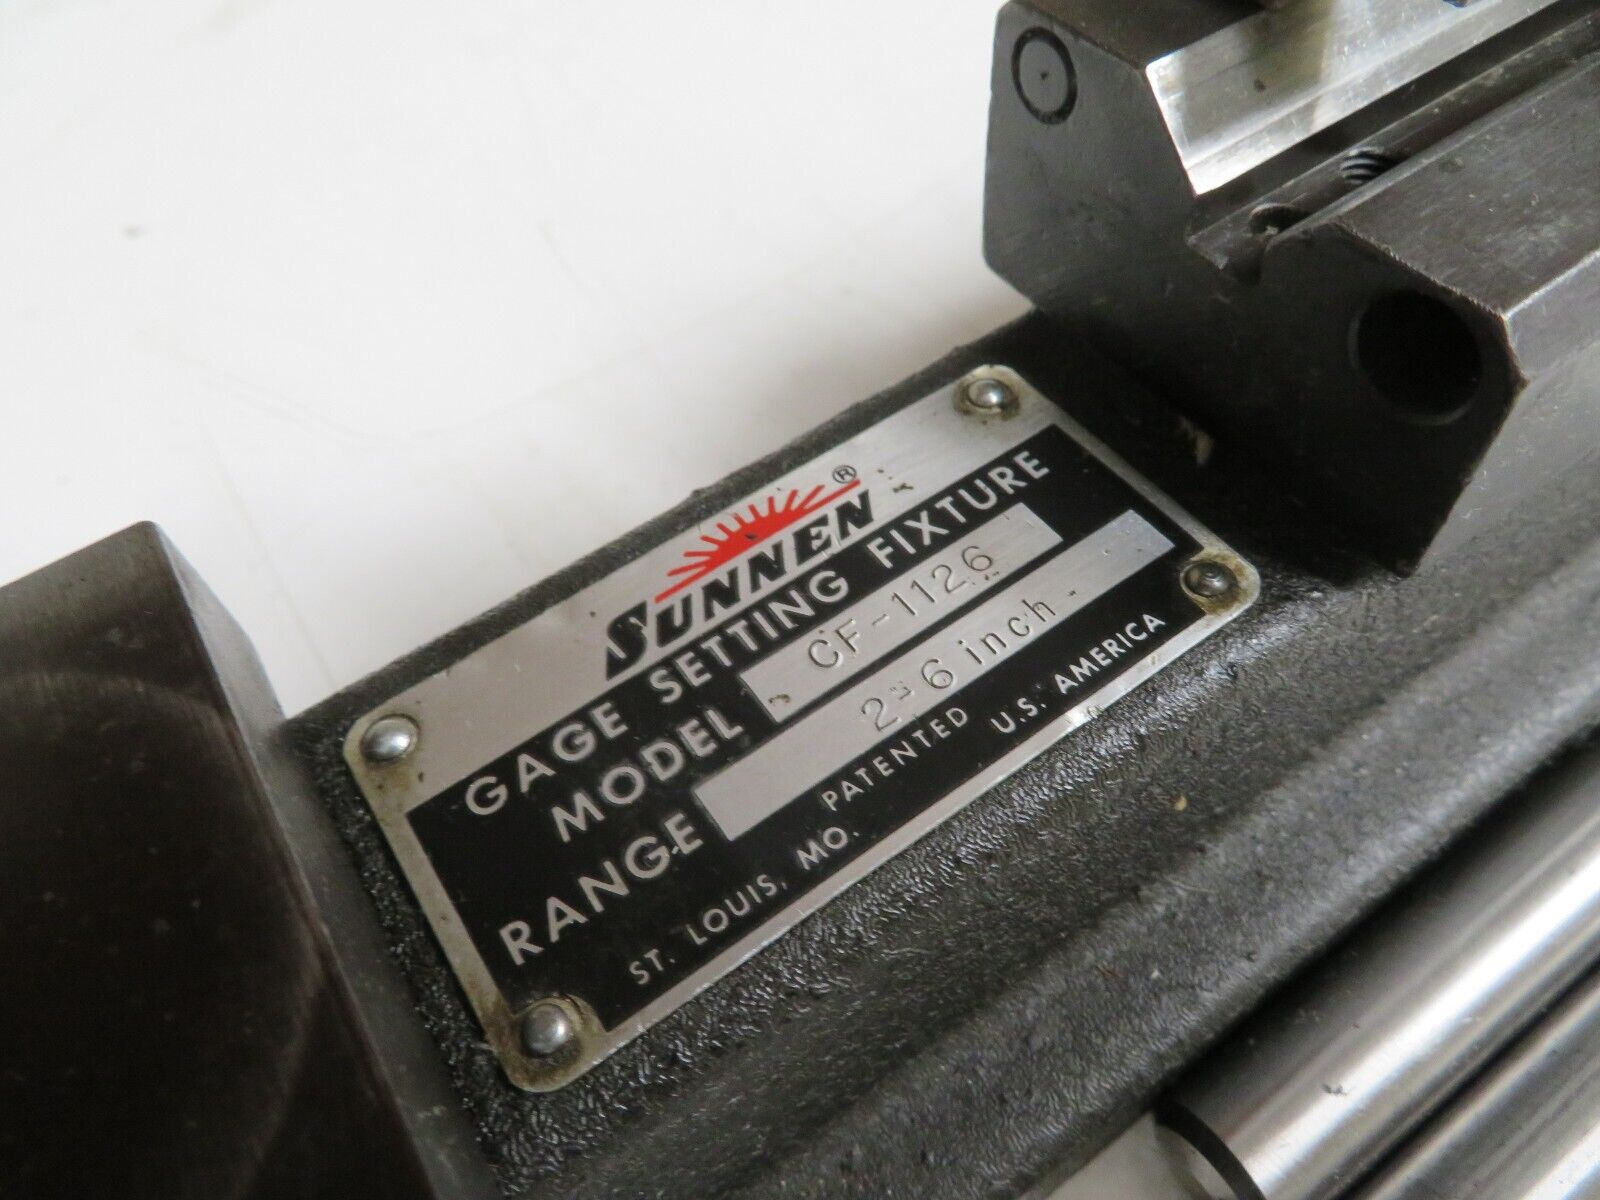 SUNNEN®
GAGE SETTING FIXTURE
MODEL CF-1126
RANGE 2-6 inch
ST. LOUIS, MO. PATENTED U.S. AMERICA